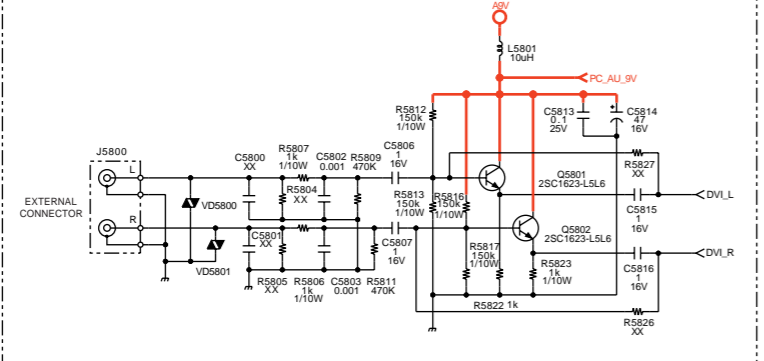 A9V
L5801
10uH
PC_AU_9V
R5812
150k
1/10W
C5813
0.1
25V
C5814
47
16V
J5800
L
R
EXTERNAL
CONNECTOR
VD5800
VD5801
C5800
XX
R5807
1k
1/10W
C5802
0.001
R5809
470K
C5806
1
16V
R5804
XX
C5801
XX
R5805
XX
R5806
1k
1/10W
C5803
0.001
R5811
470K
C5807
1
16V
R5813
150k
1/10W
R5816
150k
1/10W
Q5801
2SC1623-L5L6
R5827
XX
DVI_L
C5815
1
16V
Q5802
2SC1623-L5L6
R5817
150k
1/10W
R5823
1k
1/10W
C5816
1
16V
DVI_R
R5822 1k
R5826
XX